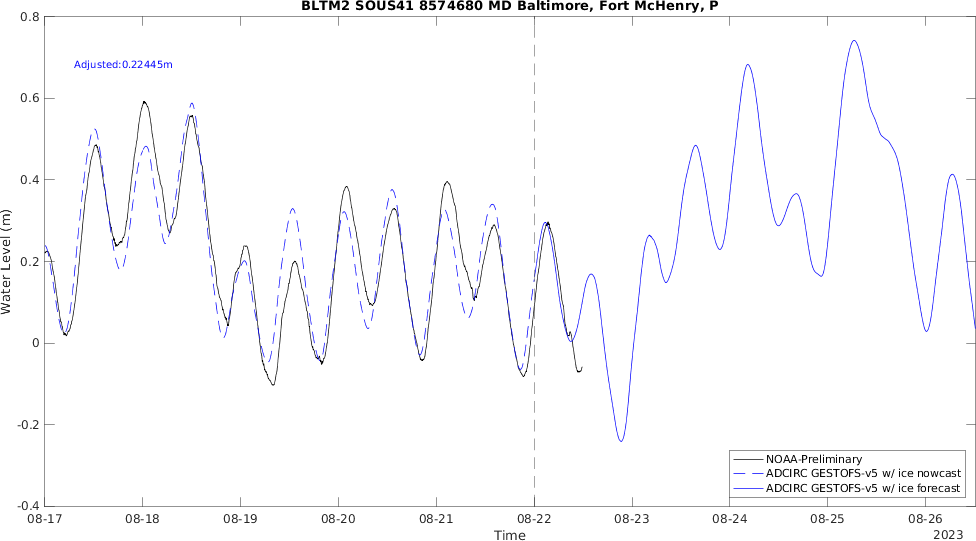 BLTM2 SOUS41 8574680 MD Baltimore, Fort McHenry, P
Adjusted:0.22445m
Water Level (m)
0.8
0.6
0.4
0.2
0
-0.2
-0.4
NOAA-Preliminary
ADCIRC GESTOFS-v5 w/ ice nowcast
ADCIRC GESTOFS-v5 w/ ice forecast
08-17 08-18 08-19 08-20 08-21 08-22 08-23 08-24 08-25 08-26
Time
2023